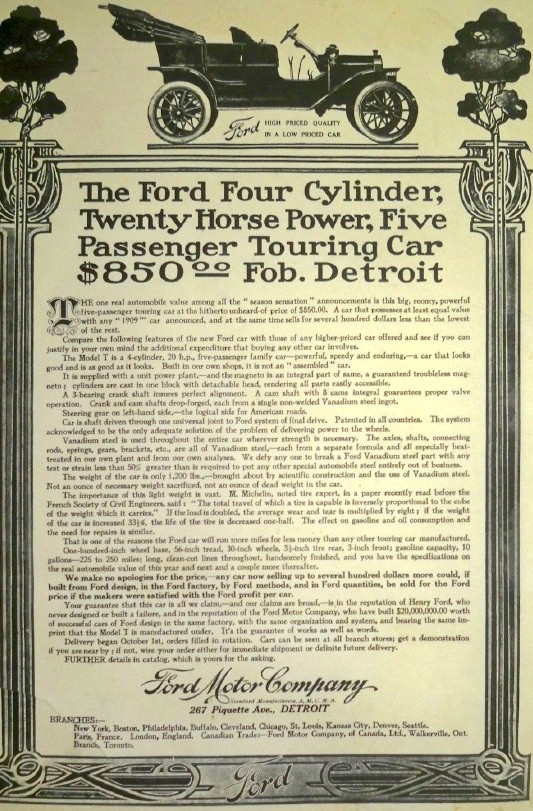 Ford HIGH PRICED QUALITY
IN A LOW PRICED CAR
The Ford Four Cylinder,
Twenty Horse Power, Five
Passenger Touring Car
$850 00 Fob. Detroit
THE one real automobile value among all the "season sensation" announcements is this big, roomy, powerful
five-passenger touring car at the hitherto unheard-of price of $850.00. A car that possesses at least equal value
with any "1909" car announced, and at the same time sells for several hundred dollars less than the lowest
of the rest.
Compare the following features of the new Ford car with those of any higher-priced car offered and see if you can
justify in your own mind the additional expenditure that buying any other car involves.
The Model T is a 4-cylinder, 20 h.p., five-passenger family car—powerful, speedy and enduring,—a car that looks
good and is as good as it looks. Built in our own shops, it is not an "assembled" car.
It is supplied with a unit power plant,—and the magneto is an integral part of same, a guaranteed troubleless mag-
neto; cylinders are cast in one block with detachable head, rendering all parts easily accessible.
A 3-bearing crank shaft insures perfect alignment. A cam shaft with 8 cams integral guarantees proper valve
operation. Crank and cam shafts drop-forged, each from a single non-welded Vanadium steel ingot.
Steering gear on left-hand side,—the logical side for American roads.
Car is shaft driven through one universal joint to Ford system of final drive. Patented in all countries. The system
acknowledged to be the only adequate solution of the problem of delivering power to the wheels.
Vanadium steel is used throughout the entire car wherever strength is necessary. The axles, shafts, connecting
rods, springs, gears, brackets, etc., are all of Vanadium steel,—each from a separate formula and all especially heat-
treated in our own plant and from our own analyses. We defy any one to break a Ford Vanadium steel part with any
test or strain less than 50% greater than is required to put any other special automobile steel entirely out of business.
The weight of the car is only 1,200 lbs.,—brought about by scientific construction and the use of Vanadium steel.
Not an ounce of necessary weight sacrificed, not an ounce of dead weight in the car.
The importance of this light weight is vast. M. Michelin, noted tire expert, in a paper recently read before the
French Society of Civil Engineers, said: "The total travel of which a tire is capable is inversely proportional to the cube
of the weight which it carries." If the load is doubled, the average wear and tear is multiplied by eight; if the weight
of the car is increased 33⅓%, the life of the tire is decreased one-half. The effect on gasoline and oil consumption and
the need for repairs is similar.
That is one of the reasons the Ford car will run more miles for less money than any other touring car manufactured.
One-hundred-inch wheel base, 56-inch tread, 30-inch wheels, 3½-inch tire rear, 3-inch front; gasoline capacity, 10
gallons—225 to 250 miles; long, clean-cut lines throughout, handsomely finished, and you have the specifications on
the real automobile value of this year and next and a couple more thereafter.
We make no apologies for the price,—any car now selling up to several hundred dollars more could, if
built from Ford design, in the Ford factory, by Ford methods, and in Ford quantities, be sold for the Ford
price if the makers were satisfied with the Ford profit per car.
Your guarantee that this car is all we claim,—and our claims are broad,—is in the reputation of Henry Ford, who
never designed or built a failure, and in the reputation of the Ford Motor Company, who have built $20,000,000.00 worth
of successful cars of Ford design in the same factory, with the same organization and system, and bearing the same im-
print that the Model T is manufactured under. It's the guarantee of works as well as words.
Delivery began October 1st, orders filled in rotation. Cars can be seen at all branch stores; get a demonstration
if you are near by; if not, wire your order either for immediate shipment or definite future delivery.
FURTHER details in catalog, which is yours for the asking.
Ford Motor Company
Standard Manufacturers, A. M. C. M. A.
267 Piquette Ave., DETROIT
BRANCHES:—
New York, Boston, Philadelphia, Buffalo, Cleveland, Chicago, St. Louis, Kansas City, Denver, Seattle.
Paris, France. London, England. Canadian Trade—Ford Motor Company, of Canada, Ltd., Walkerville, Ont.
Branch, Toronto.
Ford